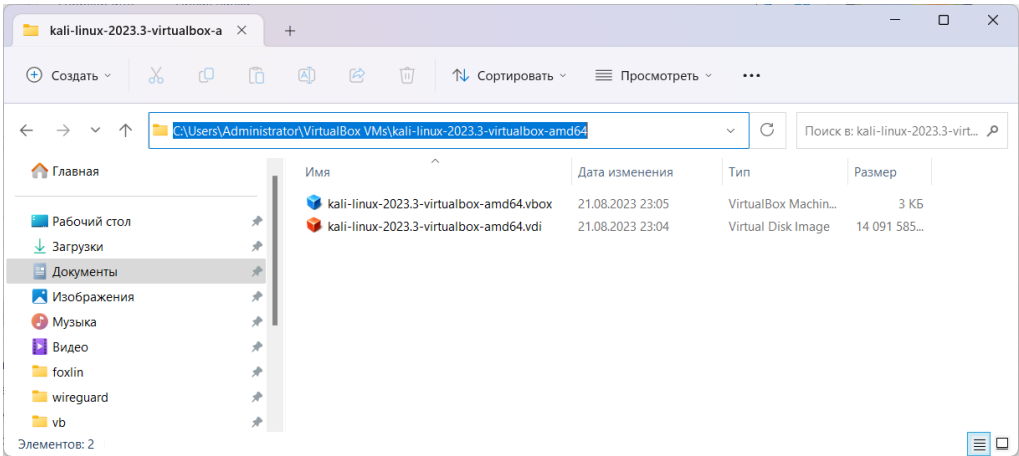 kali-linux-2023.3-virtualbox-a
Создать
Сортировать
Просмотреть
C:\Users\Administrator\VirtualBox VMs\kali-linux-2023.3-virtualbox-amd64
Поиск в: kali-linux-2023.3-virt...
Главная
Рабочий стол
Загрузки
Документы
Изображения
Музыка
Видео
foxlin
wireguard
vb
Имя Дата изменения Тип Размер
kali-linux-2023.3-virtualbox-amd64.vbox 21.08.2023 23:05 VirtualBox Machin... 3 КБ
kali-linux-2023.3-virtualbox-amd64.vdi 21.08.2023 23:04 Virtual Disk Image 14 091 585...
Элементов: 2